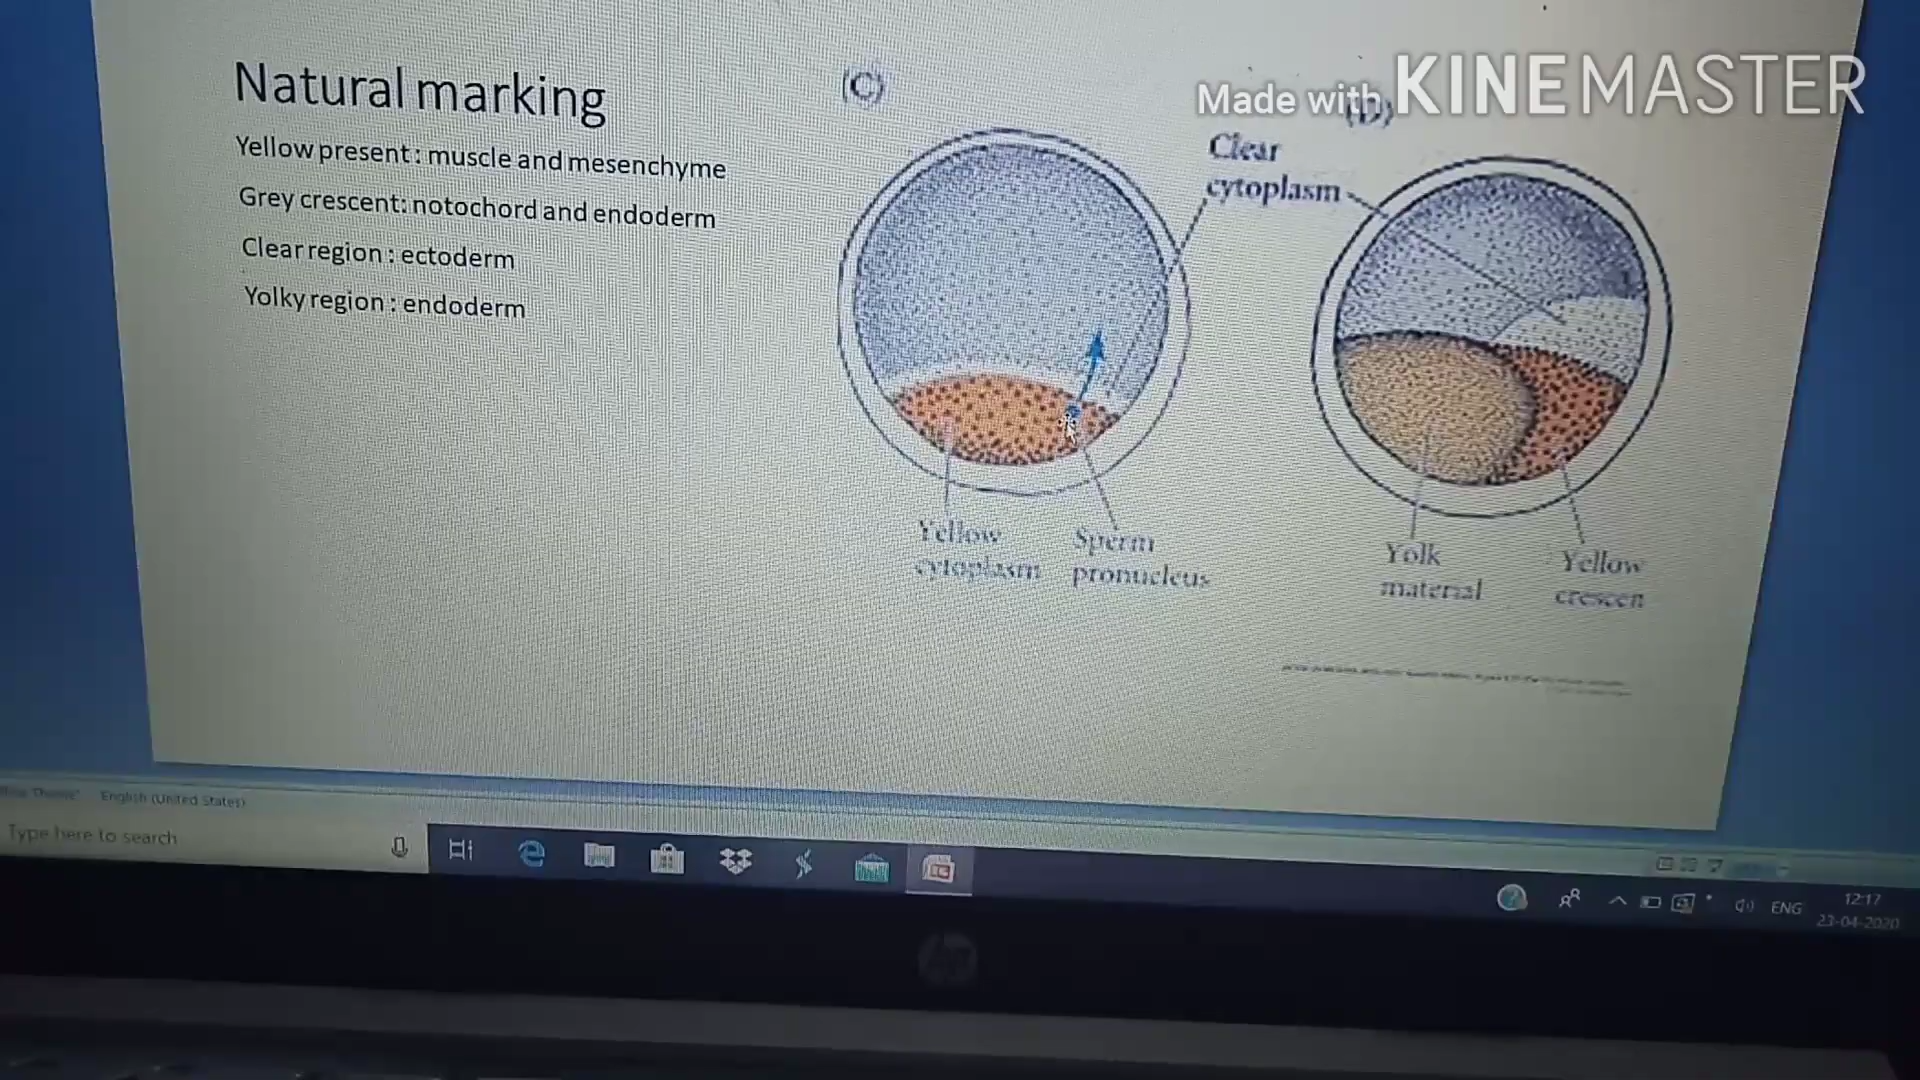 Natural marking
Yellow present : muscle and mesenchyme
Grey crescent: notochord and endoderm
Clear region : ectoderm
Yolky region : endoderm
(C)
(D)
Made with KINEMASTER
Clear
cytoplasm
Yellow
cytoplasm
Sperm
pronucleus
Yolk
material
Yellow
crescen
English (United States)
Type here to search
ENG
12:17
23-04-2020
hp